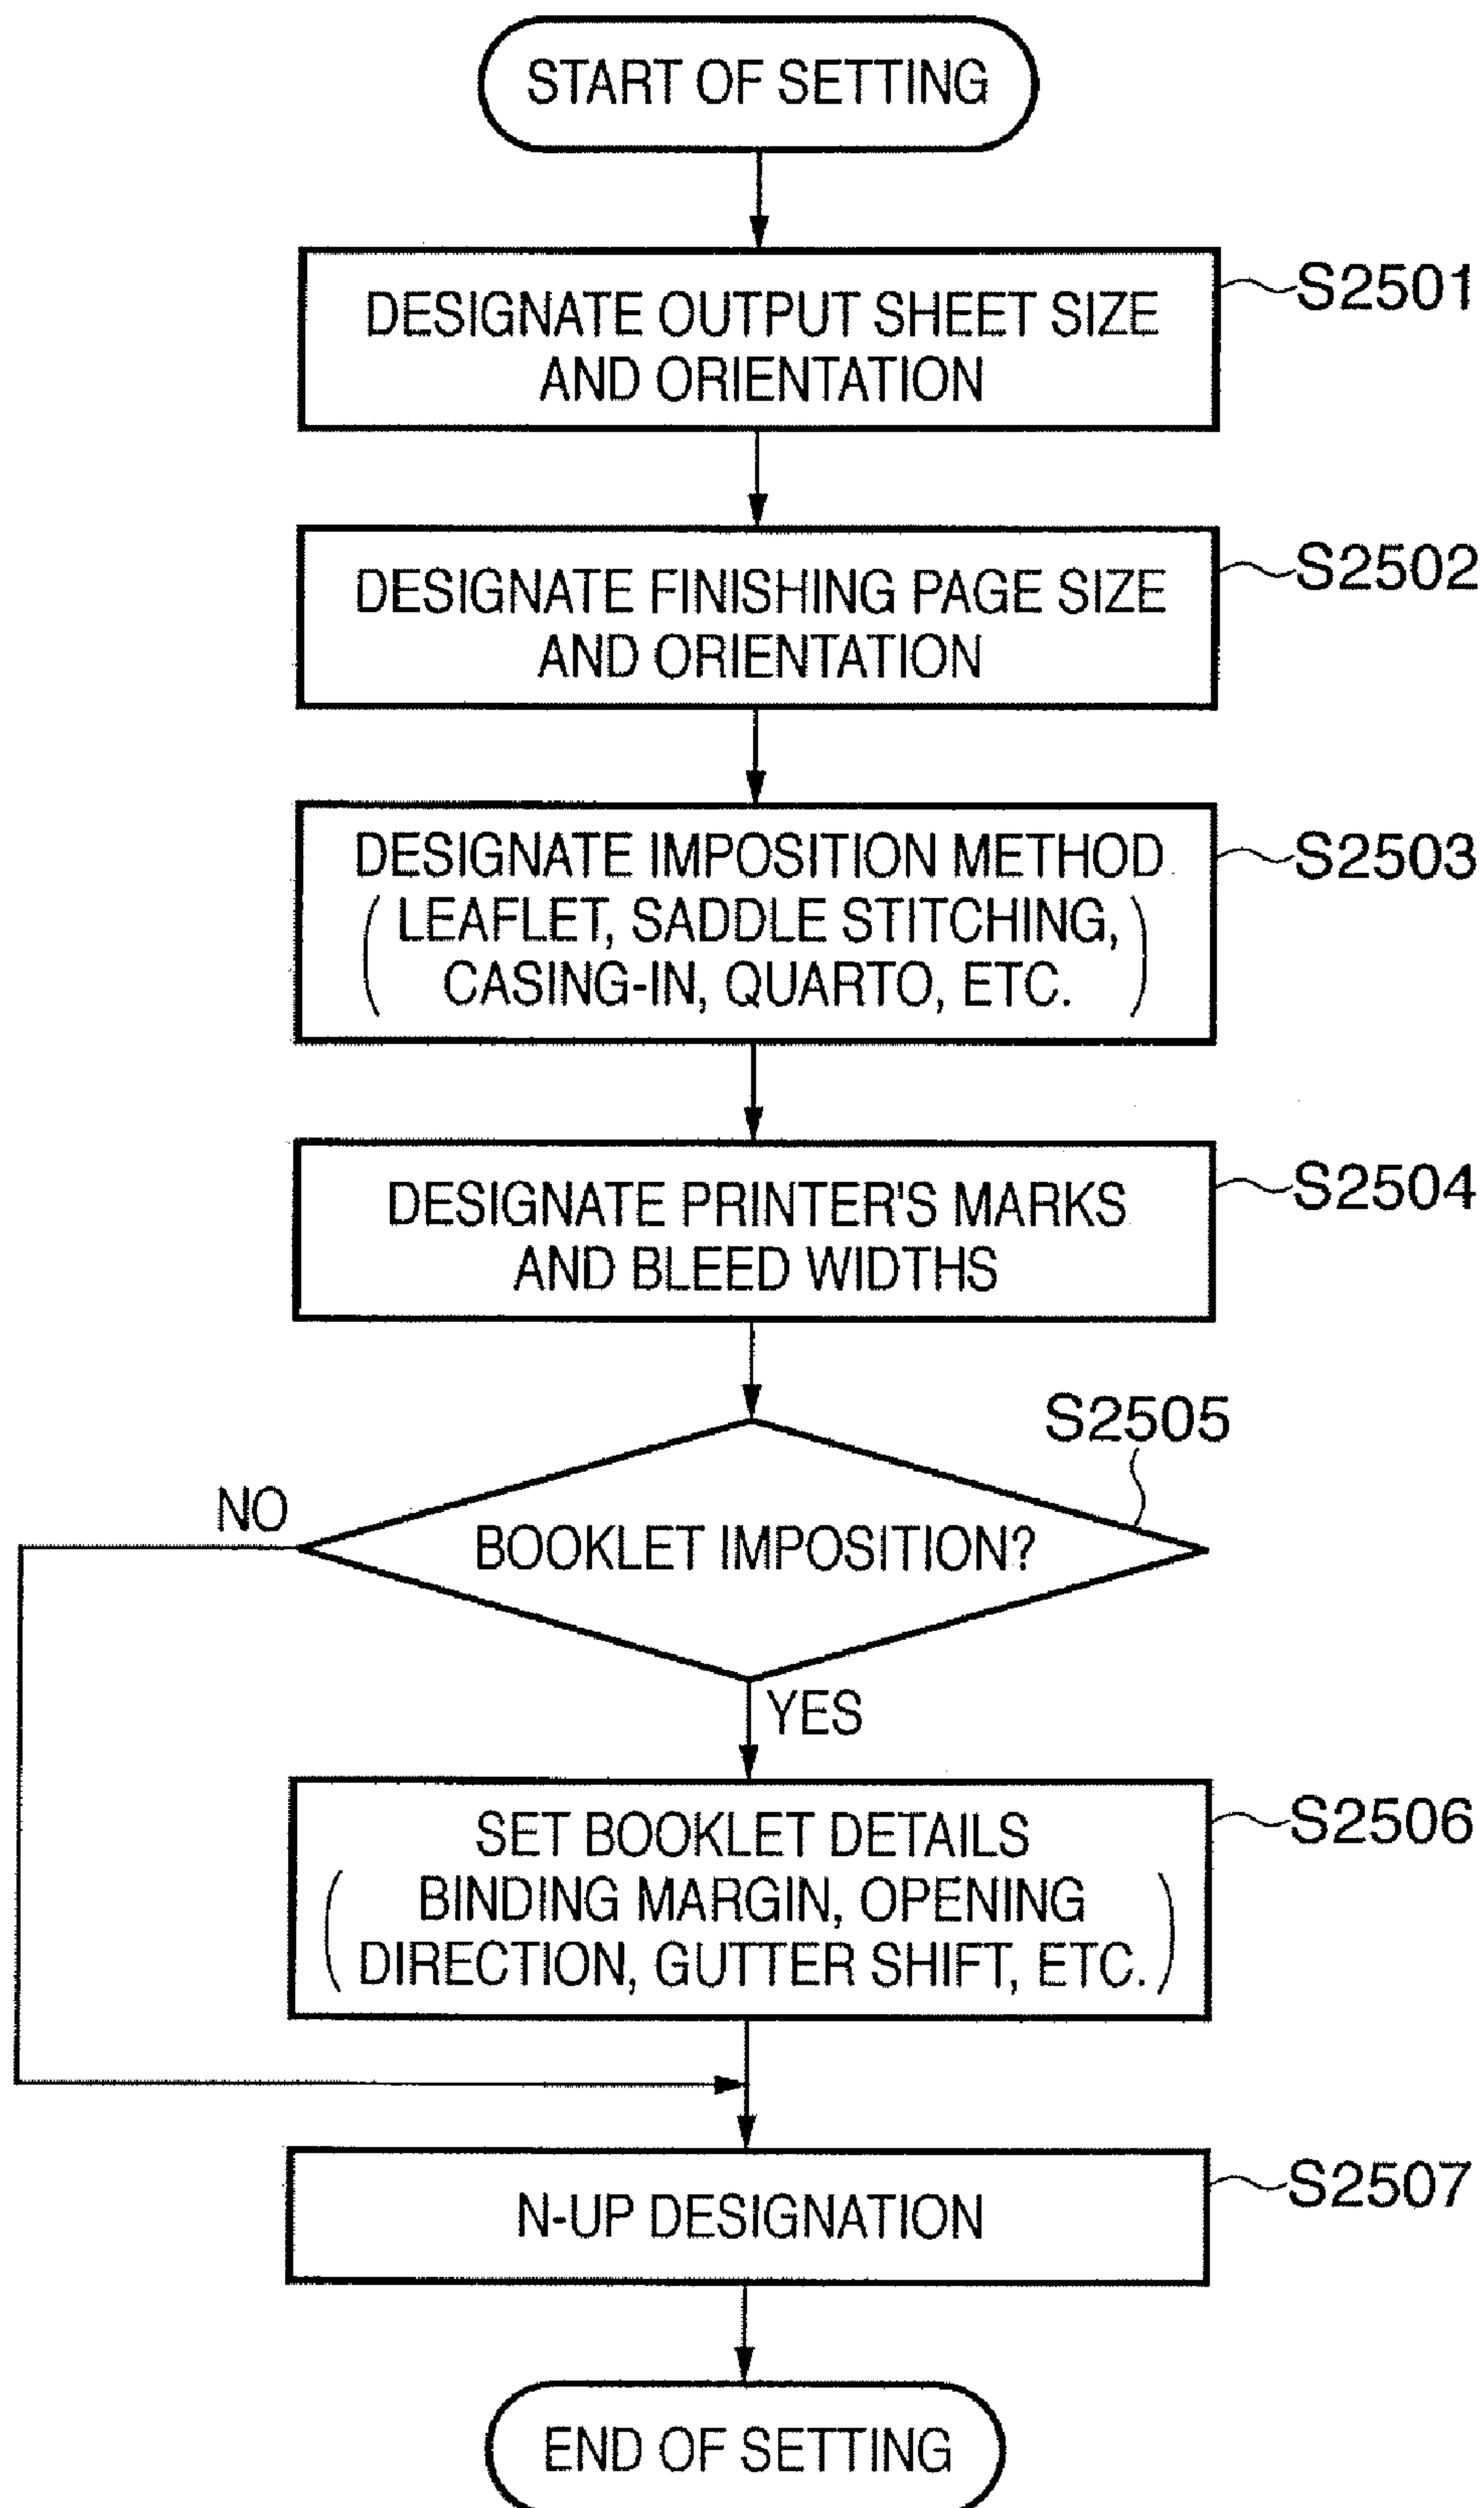 START OF SETTING
DESIGNATE OUTPUT SHEET SIZE
AND ORIENTATION
S2501
DESIGNATE FINISHING PAGE SIZE
AND ORIENTATION
S2502
DESIGNATE IMPOSITION METHOD
( LEAFLET, SADDLE STITCHING,
CASING-IN, QUARTO, ETC. )
S2503
DESIGNATE PRINTER'S MARKS
AND BLEED WIDTHS
S2504
S2505
NO
BOOKLET IMPOSITION?
YES
SET BOOKLET DETAILS
( BINDING MARGIN, OPENING
DIRECTION, GUTTER SHIFT, ETC. )
S2506
N-UP DESIGNATION
S2507
END OF SETTING